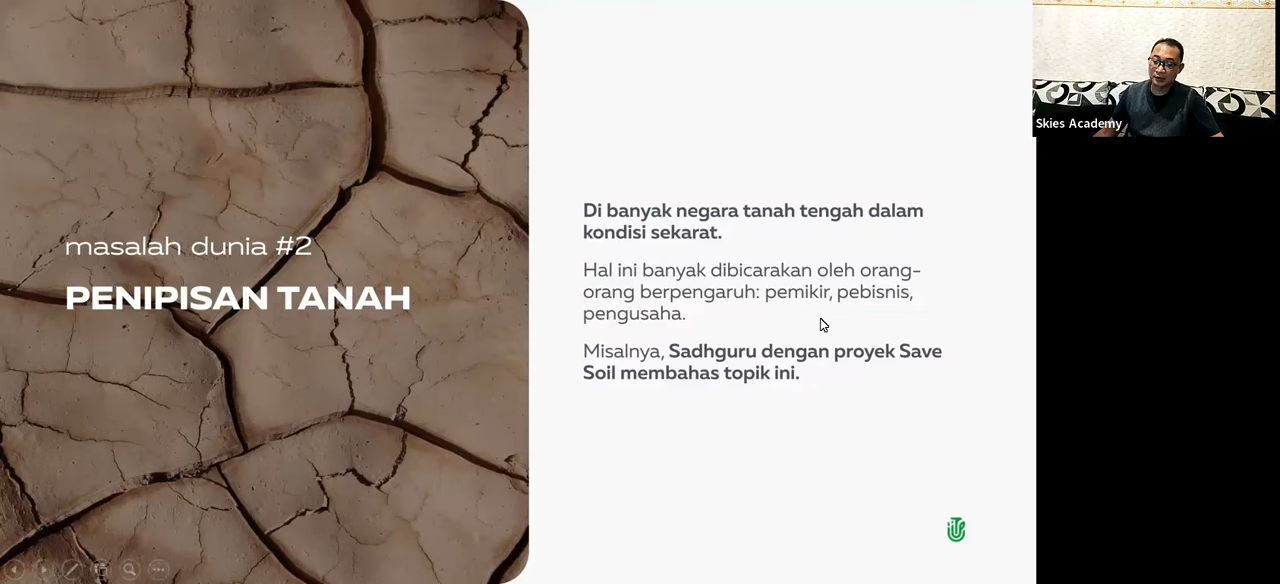 masalah dunia #2
PENIPISAN TANAH
Di banyak negara tanah tengah dalam
kondisi sekarat.
Hal ini banyak dibicarakan oleh orang-
orang berpengaruh: pemikir, pebisnis,
pengusaha.
Misalnya, Sadhguru dengan proyek Save
Soil membahas topik ini.
Skies Academy